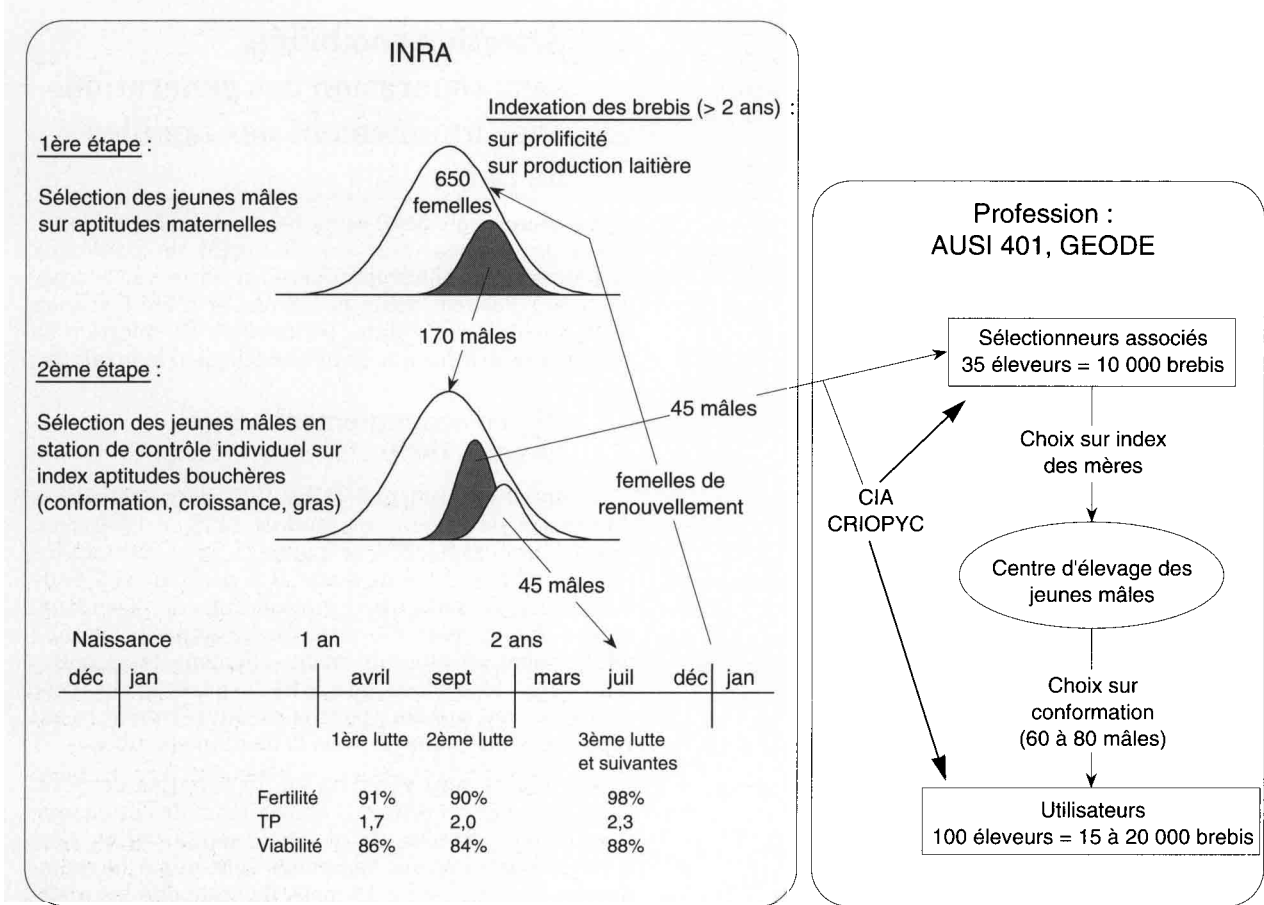 INRA
Indexation des brebis (> 2 ans) :
sur prolificité
sur production laitière
1ère étape :
Sélection des jeunes mâles
sur aptitudes maternelles
650
femelles
170 mâles
2ème étape :
Sélection des jeunes mâles en
station de contrôle individuel sur
index aptitudes bouchères
(conformation, croissance, gras)
45 mâles
femelles de
renouvellement
45 mâles
Naissance 1 an 2 ans
déc jan avril sept mars juil déc jan
1ère lutte 2ème lutte 3ème lutte
et suivantes
Fertilité 91% 90% 98%
TP 1,7 2,0 2,3
Viabilité 86% 84% 88%
Profession :
AUSI 401, GEODE
Sélectionneurs associés
35 éleveurs = 10 000 brebis
Choix sur index
des mères
CIA
CRIOPYC
Centre d'élevage des
jeunes mâles
Choix sur
conformation
(60 à 80 mâles)
Utilisateurs
100 éleveurs = 15 à 20 000 brebis